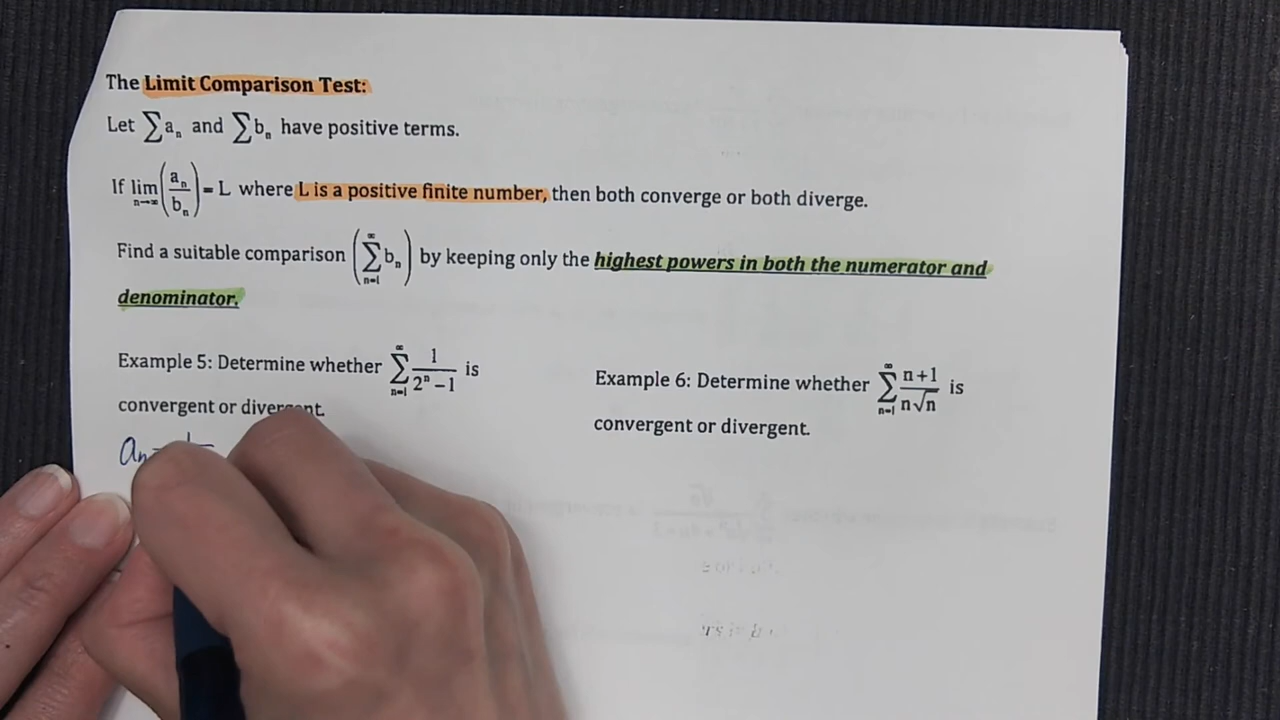 The Limit Comparison Test:
Let ∑aₙ and ∑bₙ have positive terms.
If lim n→∞ (aₙ/bₙ) = L where L is a positive finite number, then both converge or both diverge.
Find a suitable comparison (∑ n=1 ∞ bₙ) by keeping only the highest powers in both the numerator and
denominator.
Example 5: Determine whether ∑ n=1 ∞ 1/(2ⁿ−1) is
convergent or divergent.
aₙ
Example 6: Determine whether ∑ n=1 ∞ (n+1)/(n√n) is
convergent or divergent.